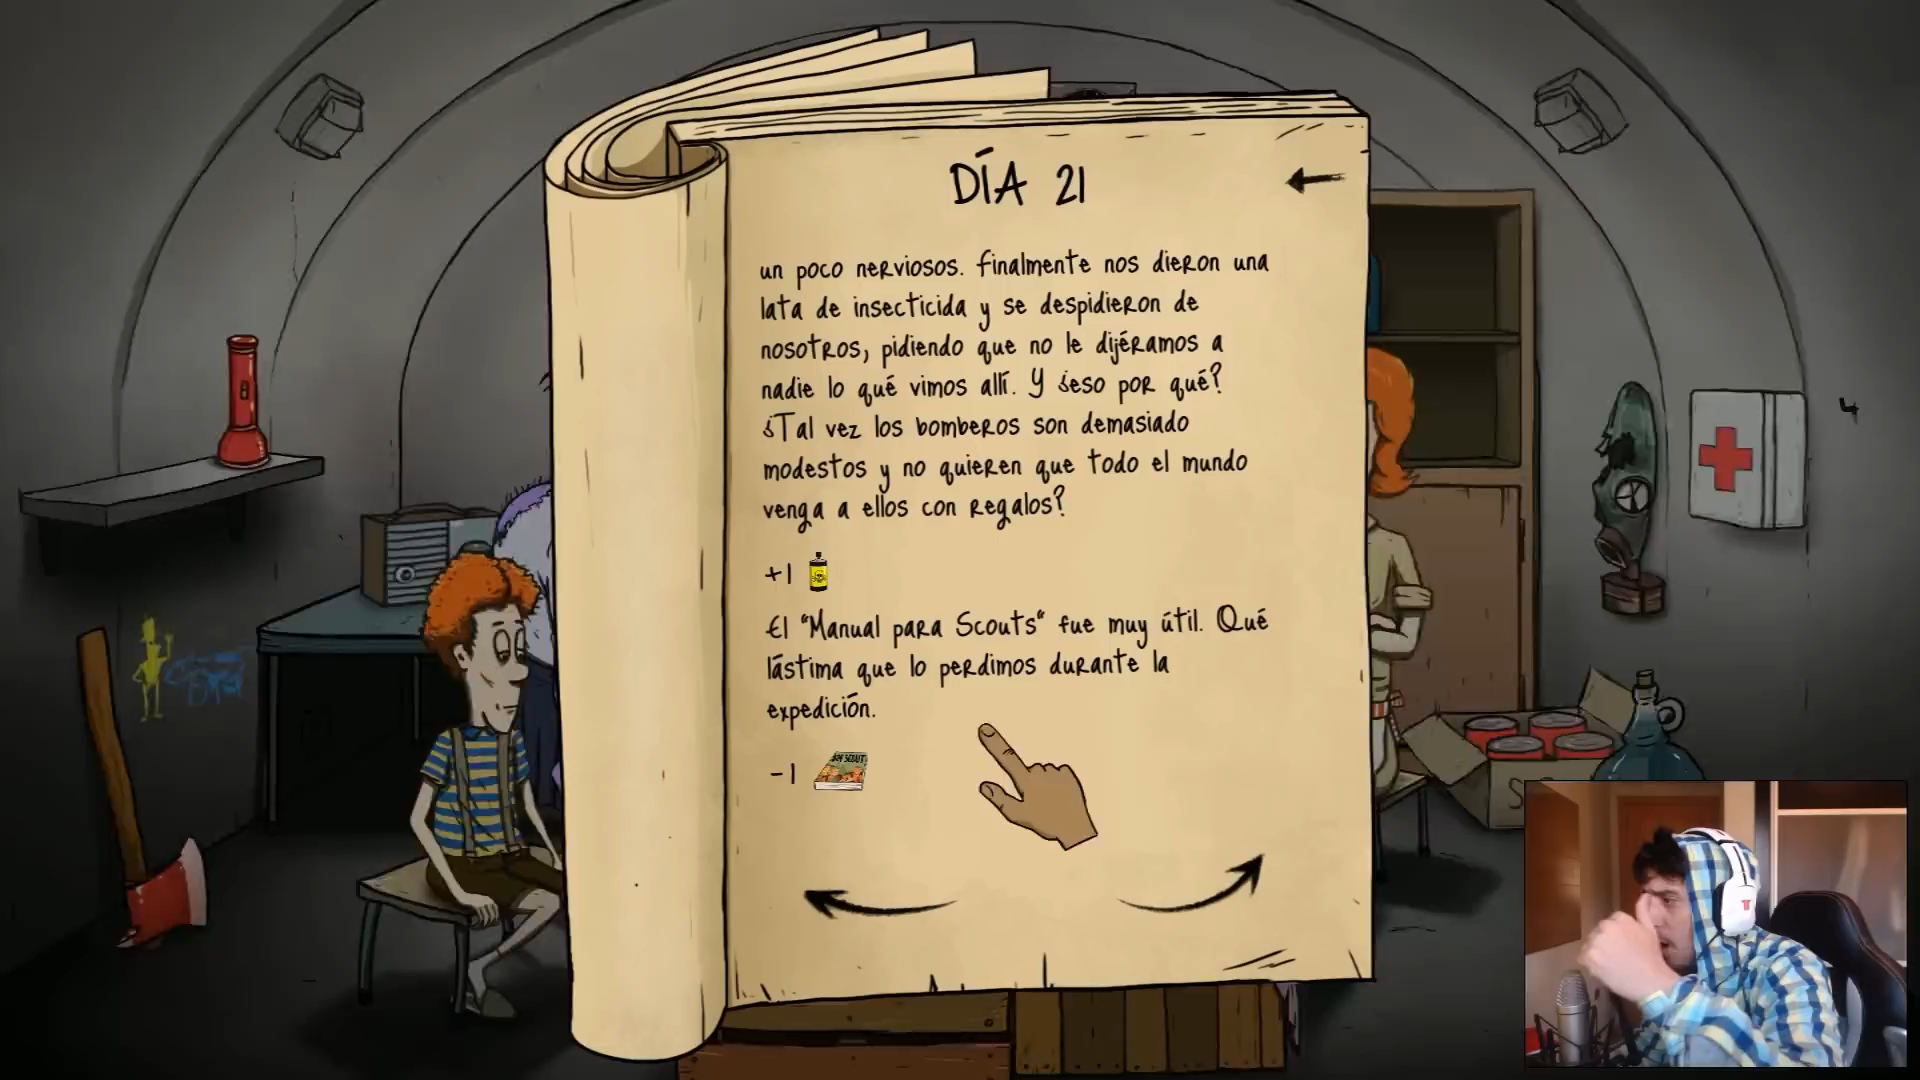 DÍA 21
un poco nerviosos. Finalmente nos dieron una
lata de insecticida y se despidieron de
nosotros, pidiendo que no le dijéramos a
nadie lo qué vimos allí. Y ¿eso por qué?
¿Tal vez los bomberos son demasiado
modestos y no quieren que todo el mundo
venga a ellos con regalos?
+1
El "Manual para Scouts" fue muy útil. Qué
lástima que lo perdimos durante la
expedición.
-1